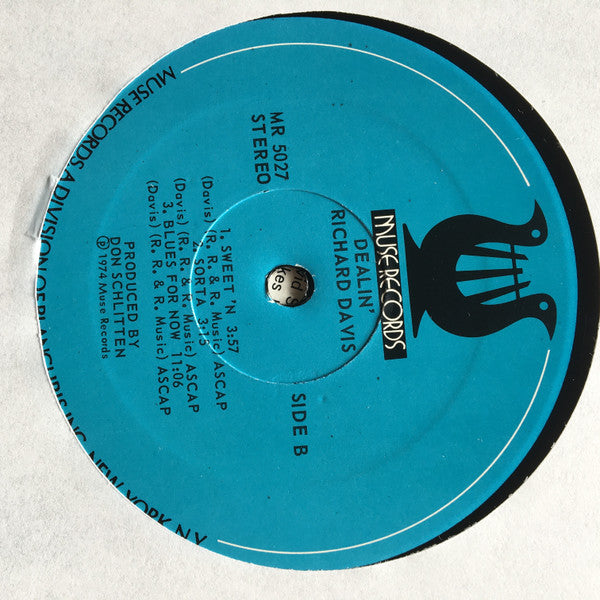 MUSE·RECORDS
DEALIN'
RICHARD DAVIS
MR 5027
STEREO
SIDE B
1. SWEET 'N 3:57
(Davis) (R. R. & R. Music) ASCAP
2. SORTA 3:15
(Davis) (R. R. & R. Music) ASCAP
3. BLUES FOR NOW 11:06
(Davis) (R. R. & R. Music) ASCAP
PRODUCED BY
DON SCHLITTEN
Ⓟ 1974 Muse Records
MUSE RECORDS, A DIVISION OF BLANCHRIS, INC. NEW YORK, N.Y.